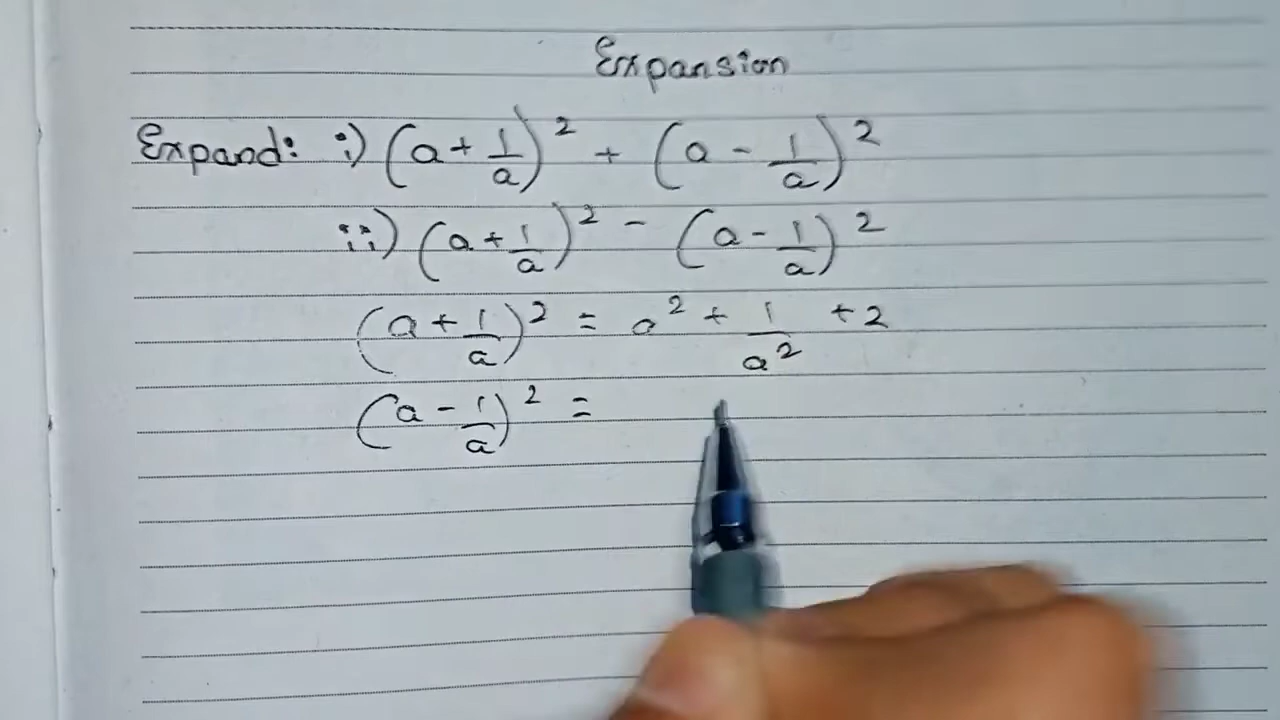 Expansion
Expand: i) (a + 1/a)² + (a - 1/a)²
ii) (a + 1/a)² - (a - 1/a)²
(a + 1/a)² = a² + 1/a² + 2
(a - 1/a)² =